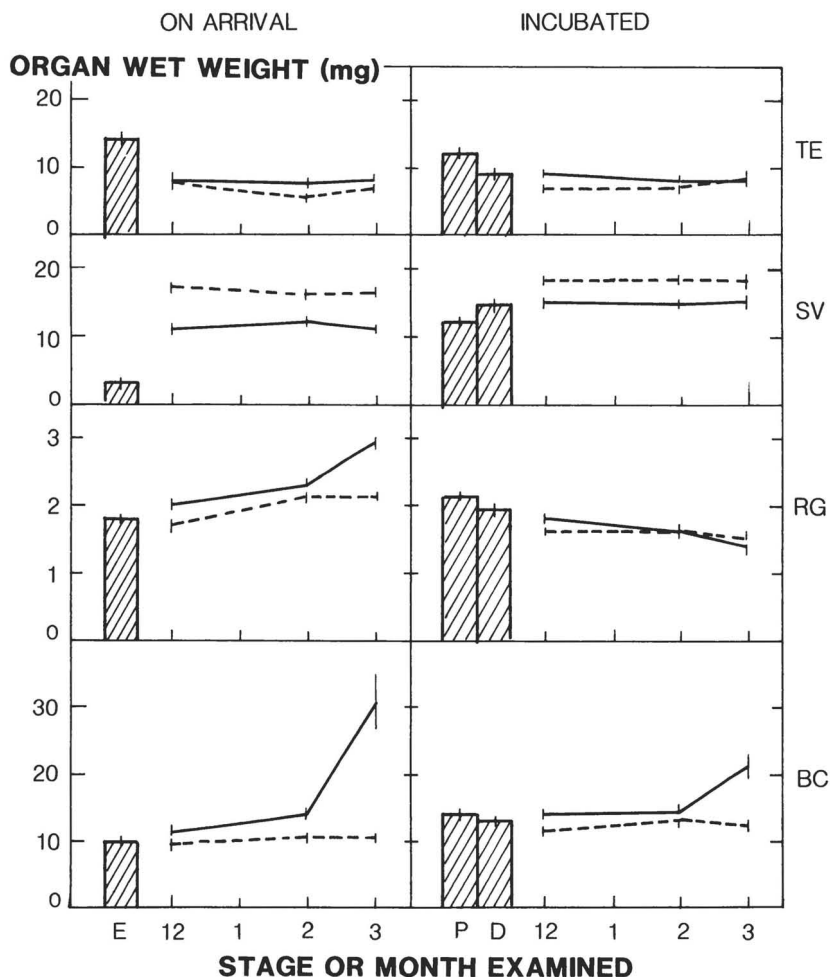 ON ARRIVAL INCUBATED
ORGAN WET WEIGHT (mg)
20
10
0
TE
20
10
0
SV
3
2
1
0
RG
30
20
10
0
BC
E 12 1 2 3 P D 12 1 2 3
STAGE OR MONTH EXAMINED